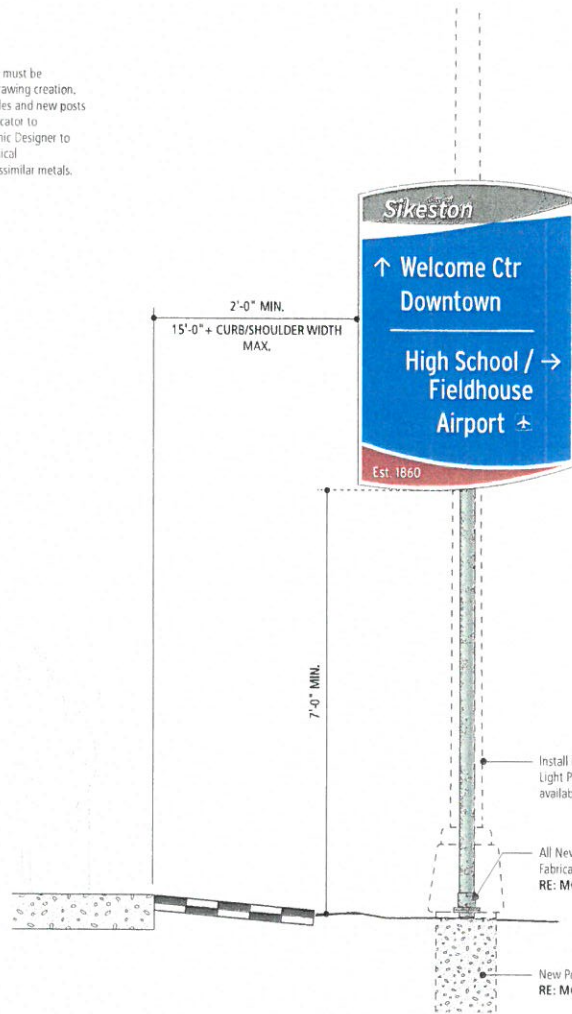 must be
drawing creation.
les and new posts
cator to
hic Designer to
ical
ssimilar metals.
Sikeston
↑ Welcome Ctr
Downtown
High School / →
Fieldhouse
Airport
Est. 1860
2'-0" MIN.
15'-0" + CURB/SHOULDER WIDTH
MAX.
7'-0" MIN.
Install
Light P
availab
All Nev
Fabrica
RE: M
New P
RE: M